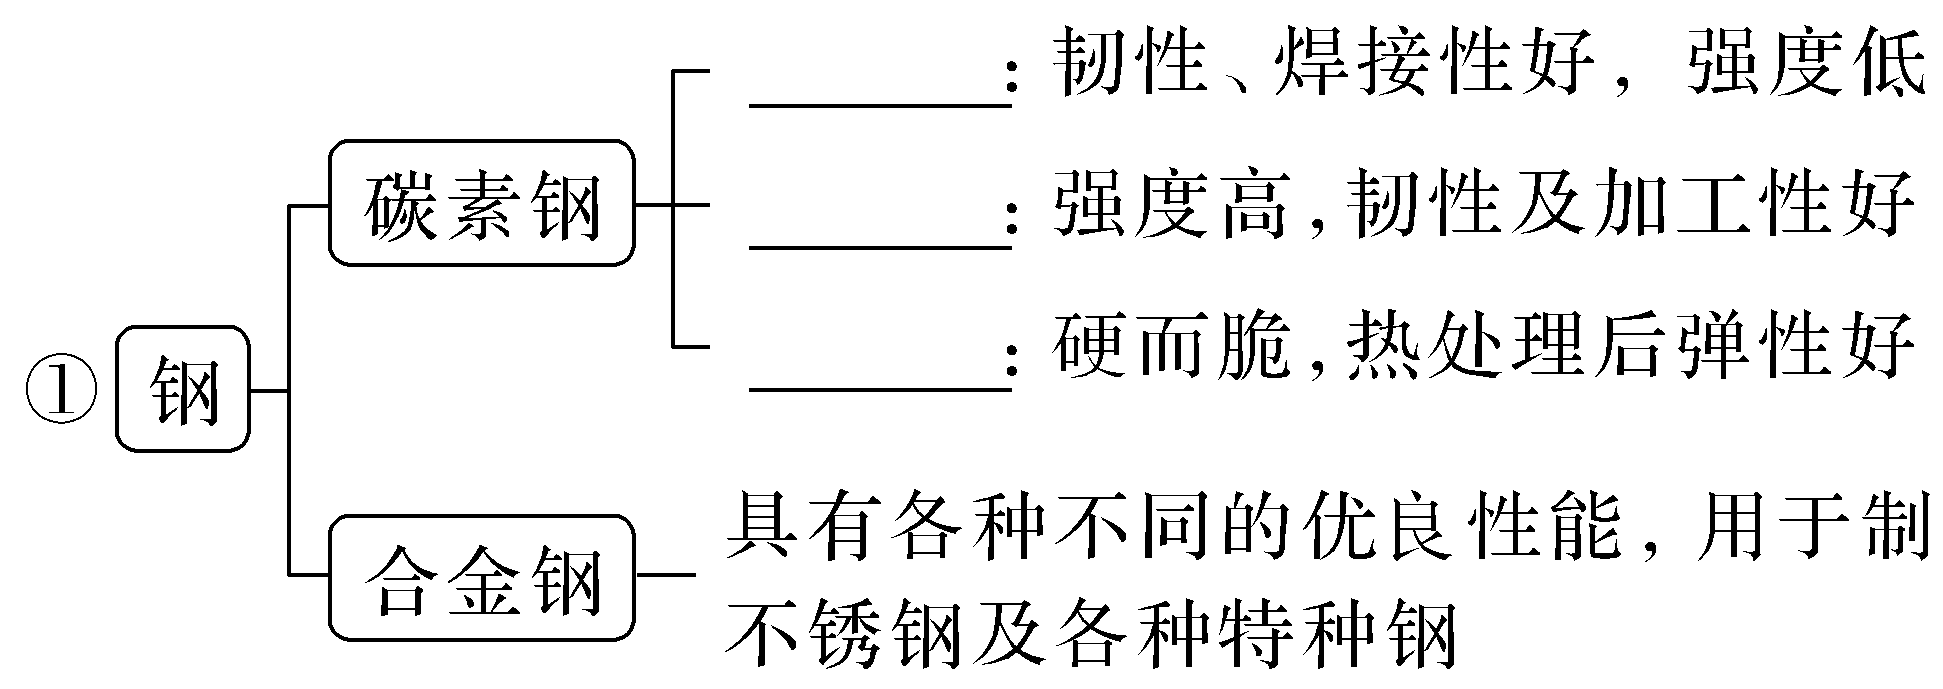 ________：韧性、焊接性好，强度低
碳素钢
________：强度高，韧性及加工性好
________：硬而脆，热处理后弹性好
① 钢
合金钢
具有各种不同的优良性能，用于制
不锈钢及各种特种钢